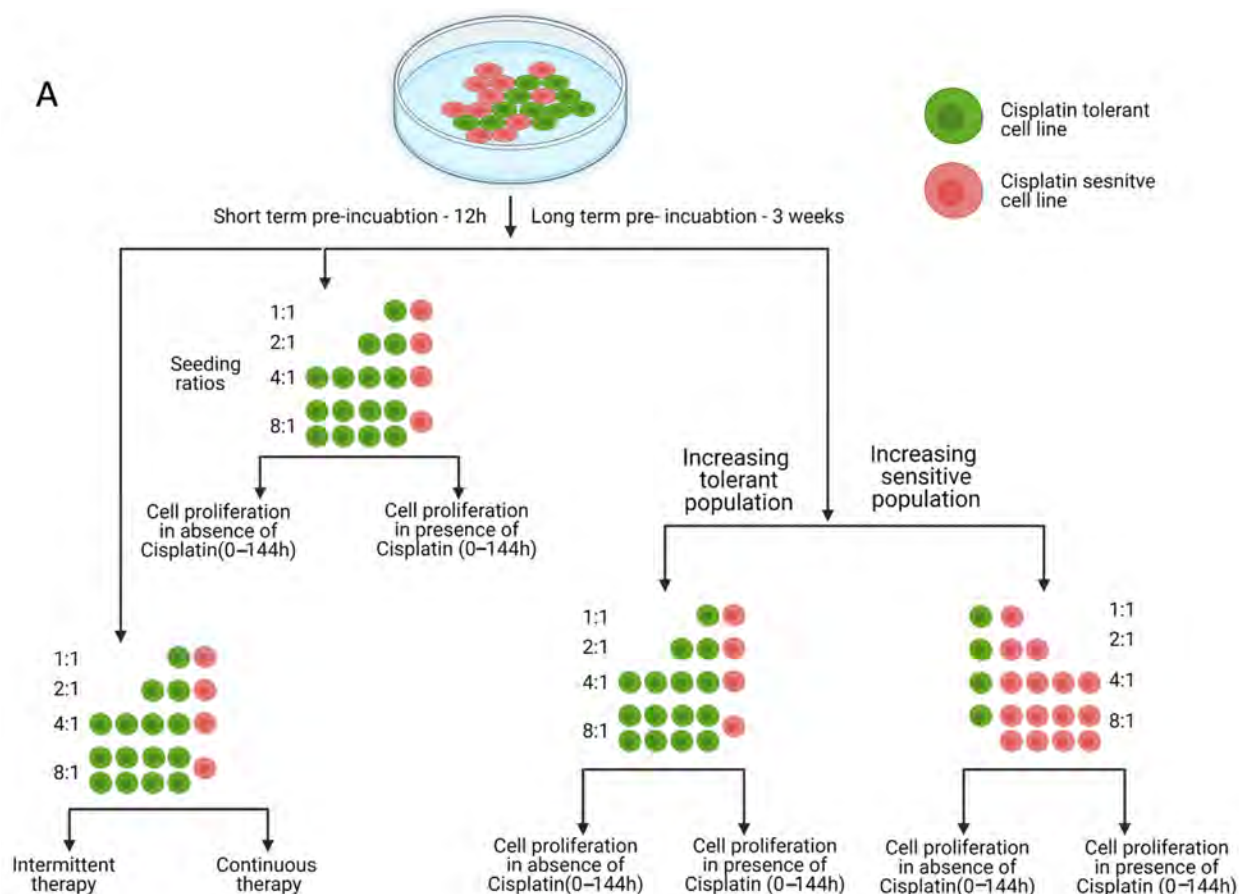 A
Cisplatin tolerant
cell line
Cisplatin sesnitve
cell line
Short term pre-incuabtion - 12h
Long term pre- incuabtion - 3 weeks
Seeding
ratios
1:1
2:1
4:1
8:1
Cell proliferation
in absence of
Cisplatin(0–144h)
Cell proliferation
in presence of
Cisplatin (0–144h)
Increasing
tolerant
population
Increasing
sensitive
population
1:1
2:1
4:1
8:1
Intermittent
therapy
Continuous
therapy
1:1
2:1
4:1
8:1
Cell proliferation
in absence of
Cisplatin(0–144h)
Cell proliferation
in presence of
Cisplatin (0–144h)
1:1
2:1
4:1
8:1
Cell proliferation
in absence of
Cisplatin(0–144h)
Cell proliferation
in presence of
Cisplatin (0–144h)